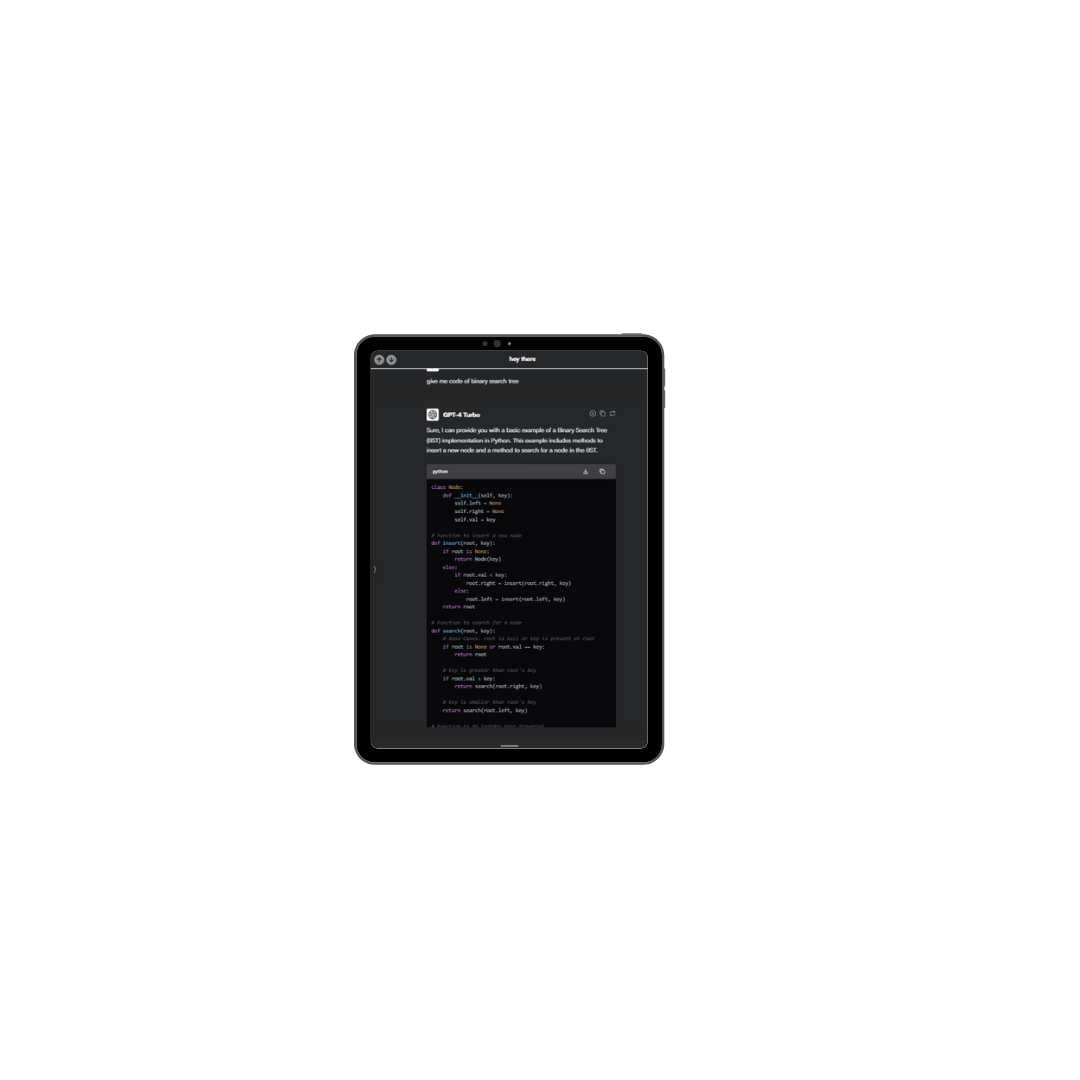 hey there
give me code of binary search tree
GPT-4 Turbo
Sure, I can provide you with a basic example of a Binary Search Tree
(BST) implementation in Python. This example includes methods to
insert a new node and a method to search for a node in the BST.
python
class Node:
    def __init__(self, key):
        self.left = None
        self.right = None
        self.val = key
# Function to insert a new node
def insert(root, key):
    if root is None:
        return Node(key)
    else:
        if root.val < key:
            root.right = insert(root.right, key)
        else:
            root.left = insert(root.left, key)
    return root
# Function to search for a node
def search(root, key):
    # Base Cases: root is null or key is present at root
    if root is None or root.val == key:
        return root
    # Key is greater than root's key
    if root.val < key:
        return search(root.right, key)
    # Key is smaller than root's key
    return search(root.left, key)
# Function to do inorder tree traversal